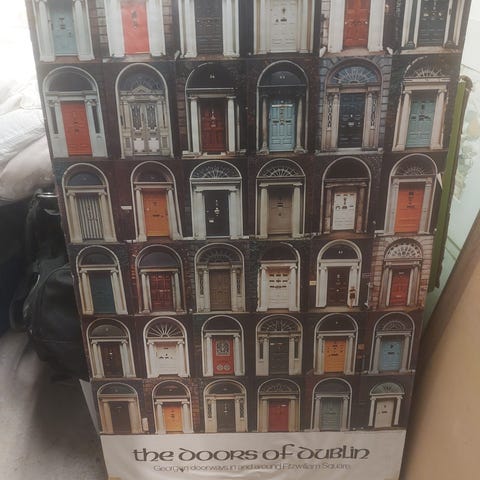 the doors of dublin
Georgian doorways in and around Fitzwilliam Square.